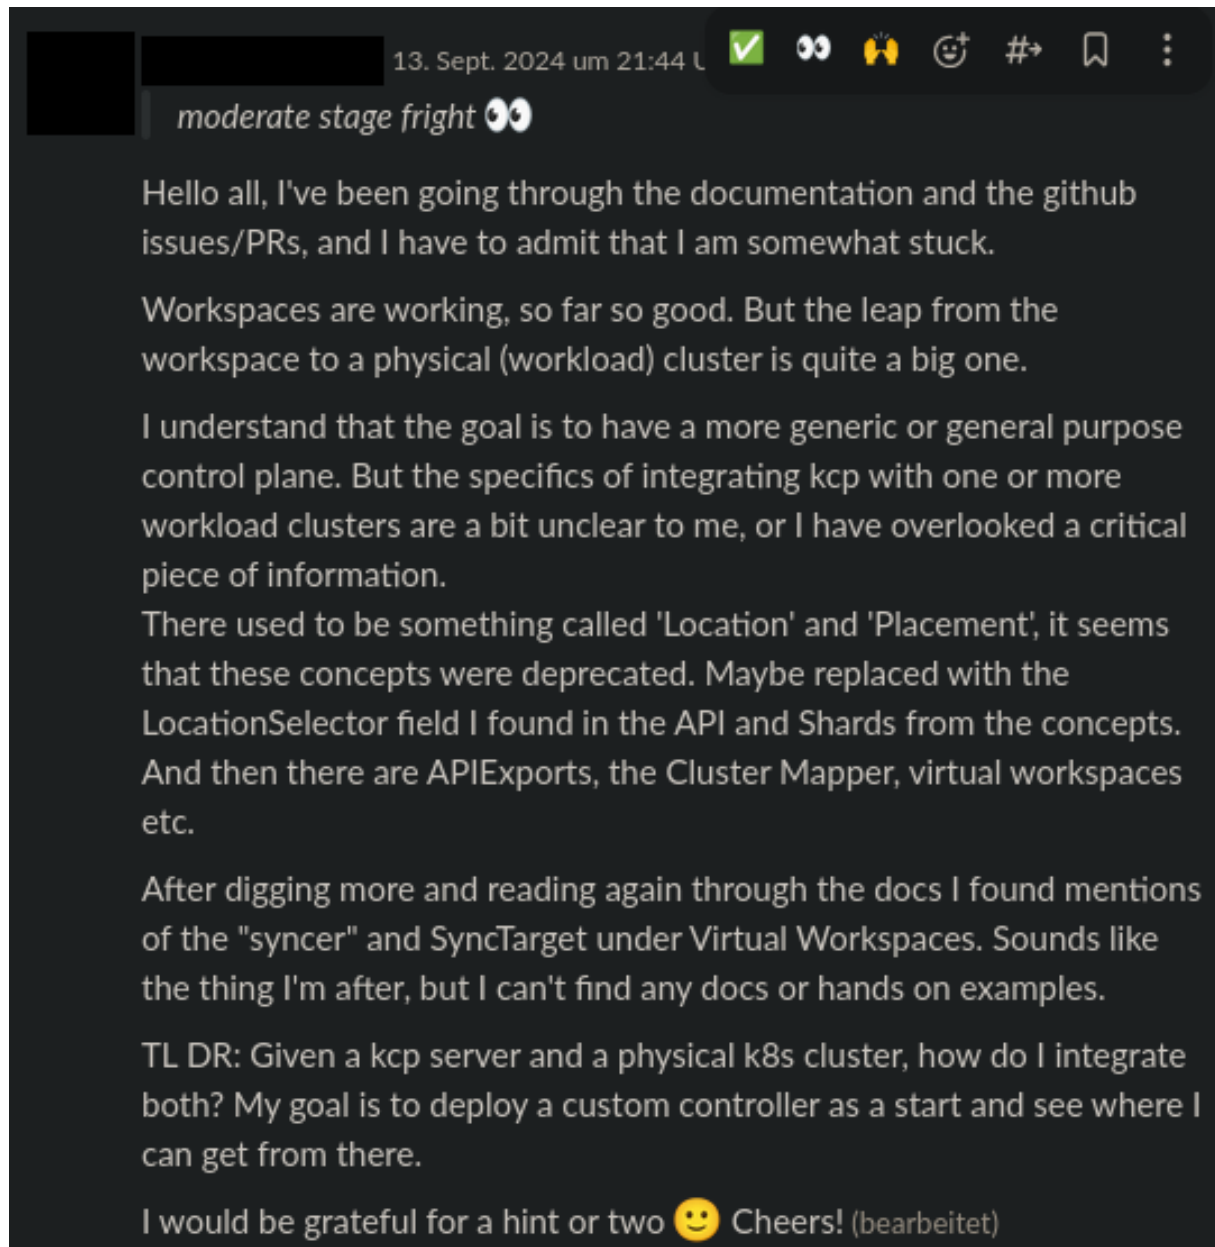 13. Sept. 2024 um 21:44 U
moderate stage fright 👀
Hello all, I've been going through the documentation and the github
issues/PRs, and I have to admit that I am somewhat stuck.
Workspaces are working, so far so good. But the leap from the
workspace to a physical (workload) cluster is quite a big one.
I understand that the goal is to have a more generic or general purpose
control plane. But the specifics of integrating kcp with one or more
workload clusters are a bit unclear to me, or I have overlooked a critical
piece of information.
There used to be something called 'Location' and 'Placement', it seems
that these concepts were deprecated. Maybe replaced with the
LocationSelector field I found in the API and Shards from the concepts.
And then there are APIExports, the Cluster Mapper, virtual workspaces
etc.
After digging more and reading again through the docs I found mentions
of the "syncer" and SyncTarget under Virtual Workspaces. Sounds like
the thing I'm after, but I can't find any docs or hands on examples.
TL DR: Given a kcp server and a physical k8s cluster, how do I integrate
both? My goal is to deploy a custom controller as a start and see where I
can get from there.
I would be grateful for a hint or two 🙂 Cheers! (bearbeitet)